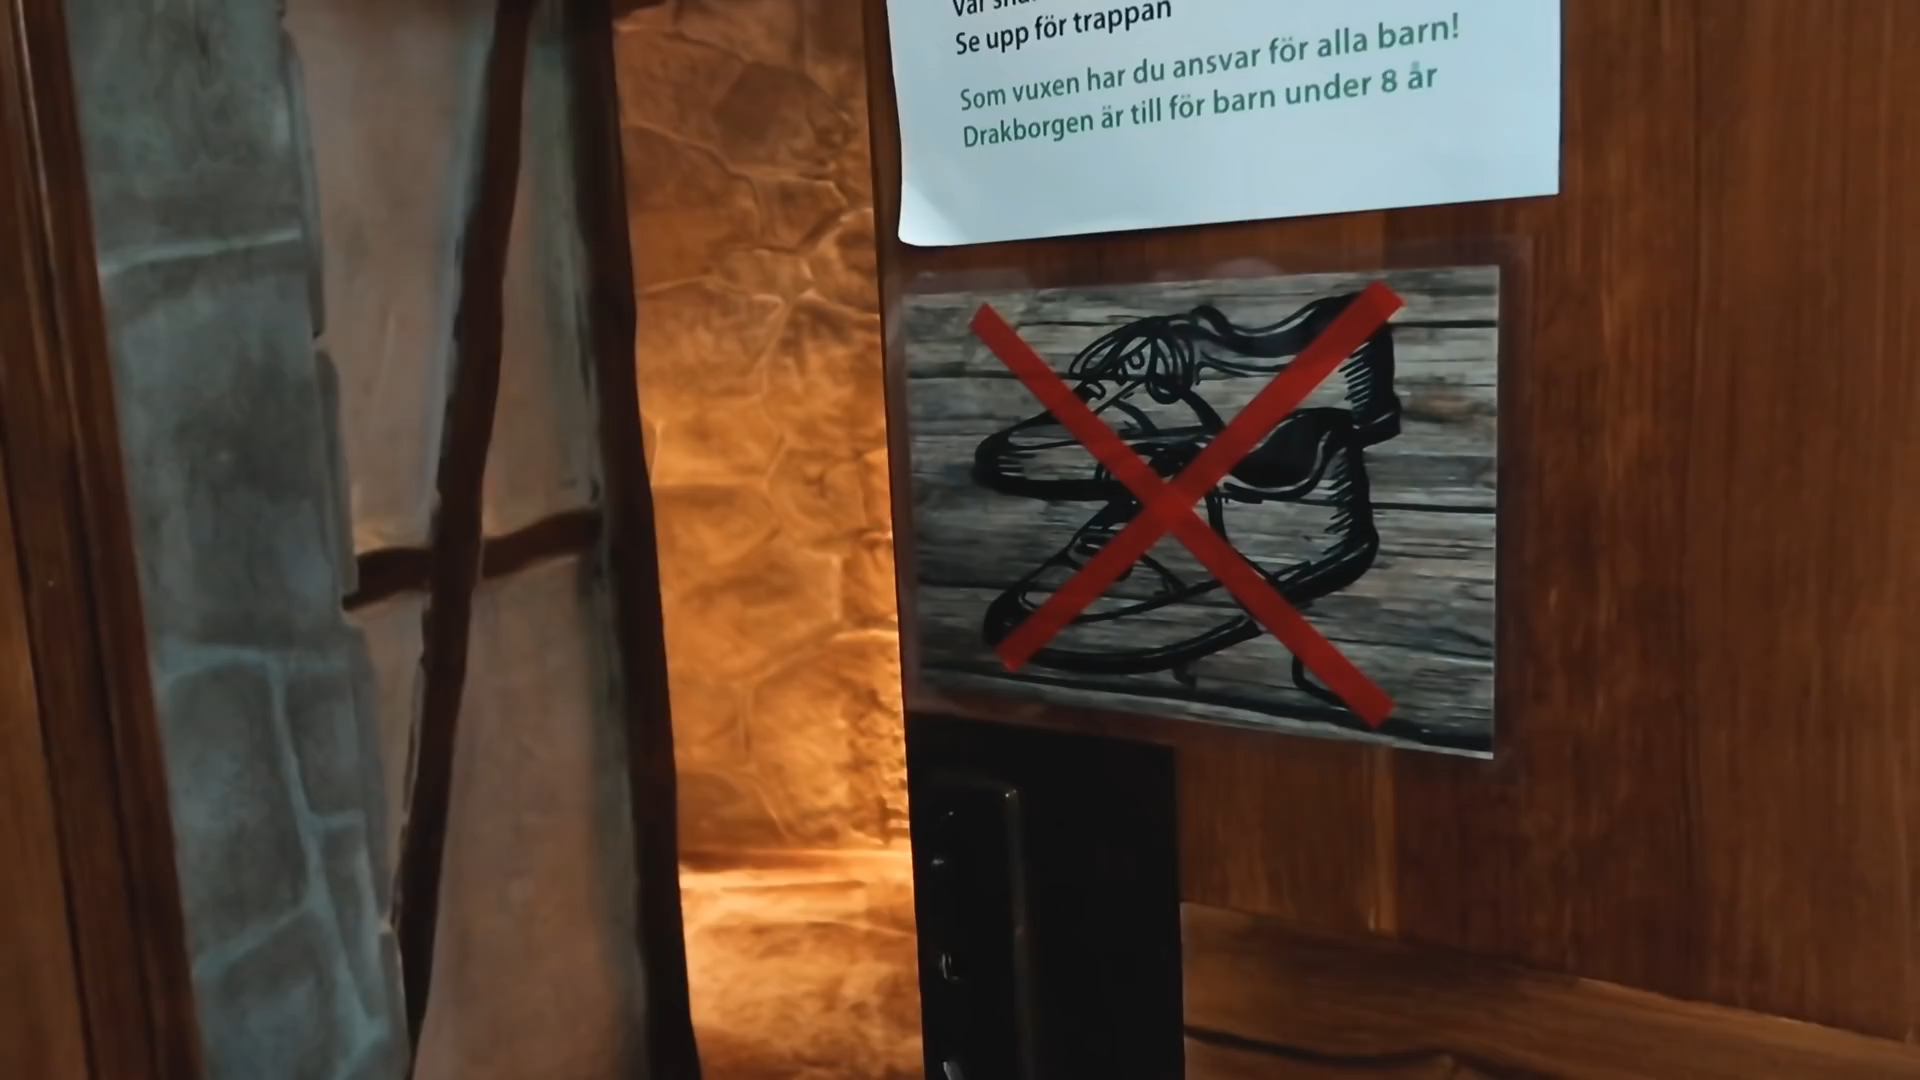 Var
Se upp för trappan
Som vuxen har du ansvar för alla barn!
Drakborgen är till för barn under 8 år